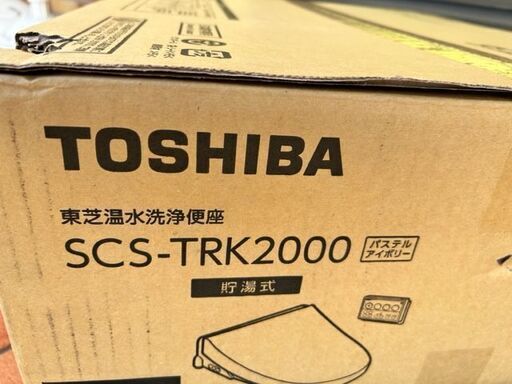 TOSHIBA
東芝温水洗浄便座
SCS-TRK2000
パステル
アイボリー
貯湯式